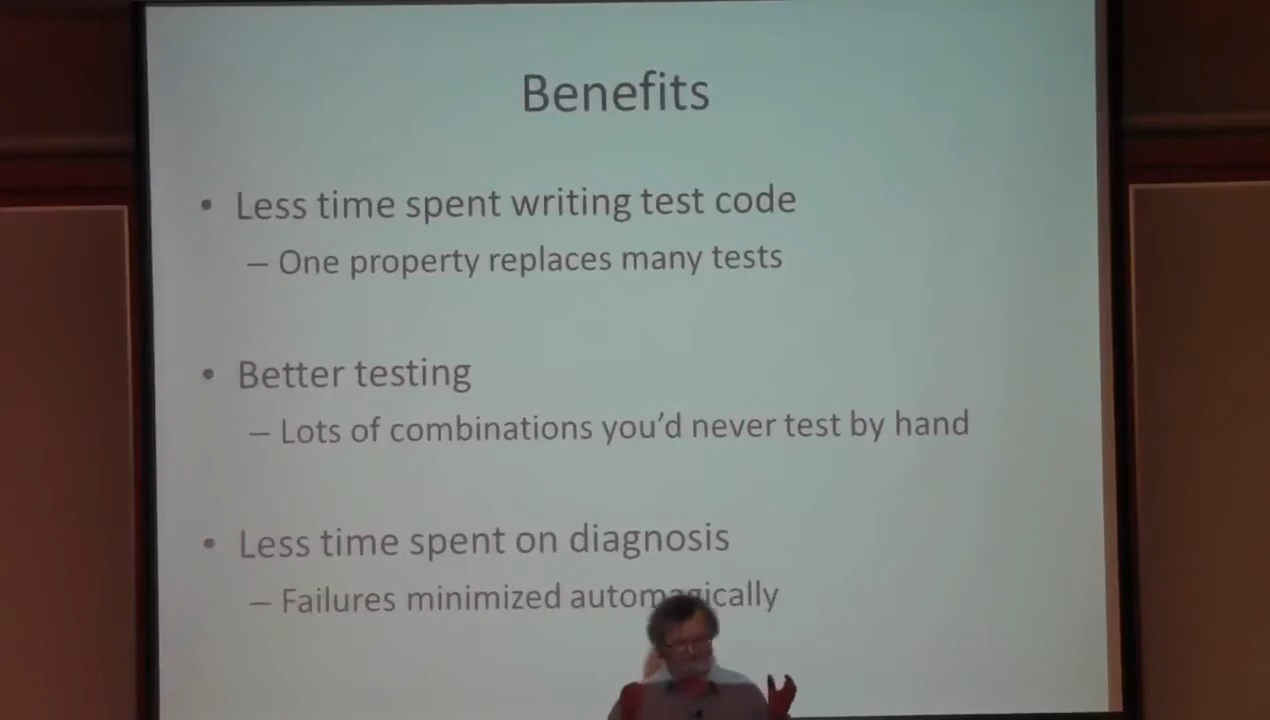 Benefits
• Less time spent writing test code
– One property replaces many tests
• Better testing
– Lots of combinations you'd never test by hand
• Less time spent on diagnosis
– Failures minimized automagically